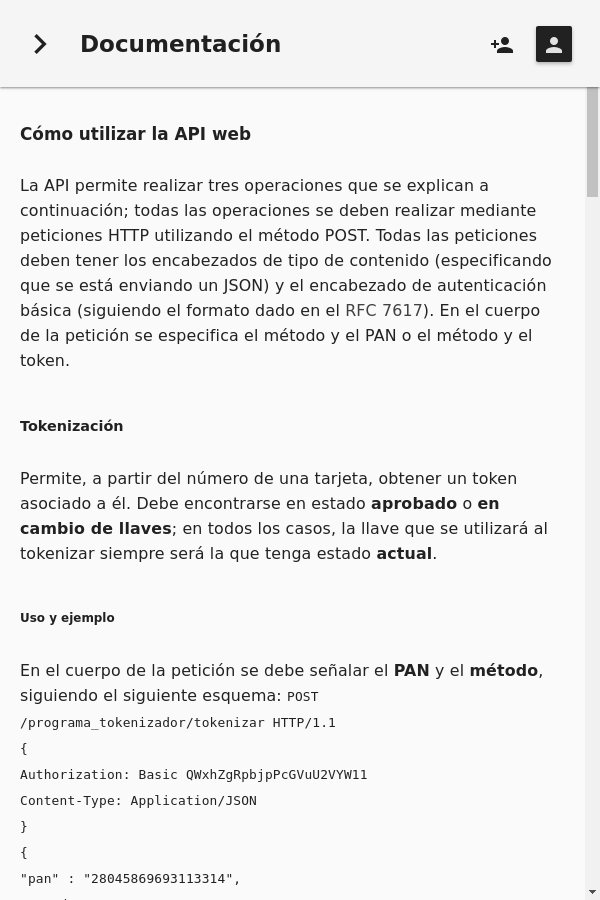 Documentación
Cómo utilizar la API web
La API permite realizar tres operaciones que se explican a
continuación; todas las operaciones se deben realizar mediante
peticiones HTTP utilizando el método POST. Todas las peticiones
deben tener los encabezados de tipo de contenido (especificando
que se está enviando un JSON) y el encabezado de autenticación
básica (siguiendo el formato dado en el RFC 7617). En el cuerpo
de la petición se especifica el método y el PAN o el método y el
token.
Tokenización
Permite, a partir del número de una tarjeta, obtener un token
asociado a él. Debe encontrarse en estado aprobado o en
cambio de llaves; en todos los casos, la llave que se utilizará al
tokenizar siempre será la que tenga estado actual.
Uso y ejemplo
En el cuerpo de la petición se debe señalar el PAN y el método,
siguiendo el siguiente esquema: POST
/programa_tokenizador/tokenizar HTTP/1.1
{
Authorization: Basic QWxhZgRpbjpPcGVuU2VYW11
Content-Type: Application/JSON
}
{
"pan" : "28045869693113314",